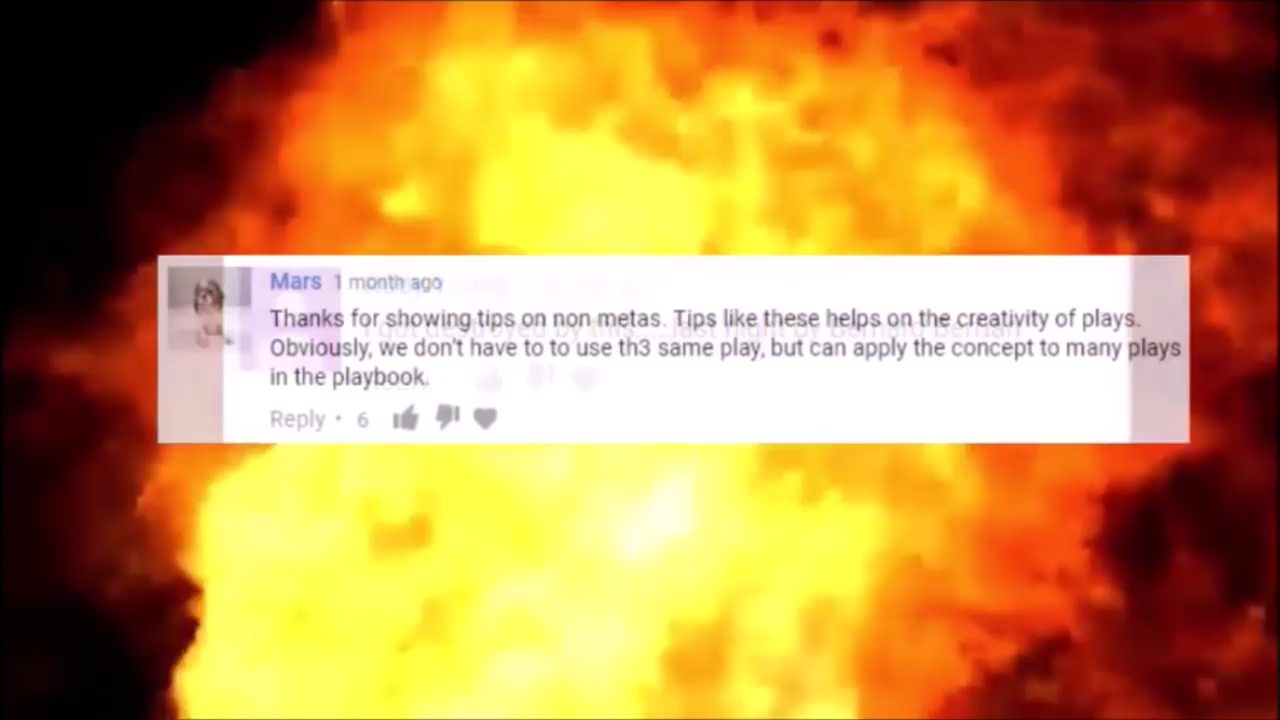 Mars 1 month ago
Thanks for showing tips on non metas. Tips like these helps on the creativity of plays.
Obviously, we don't have to to use th3 same play, but can apply the concept to many plays
in the playbook.
Reply • 6